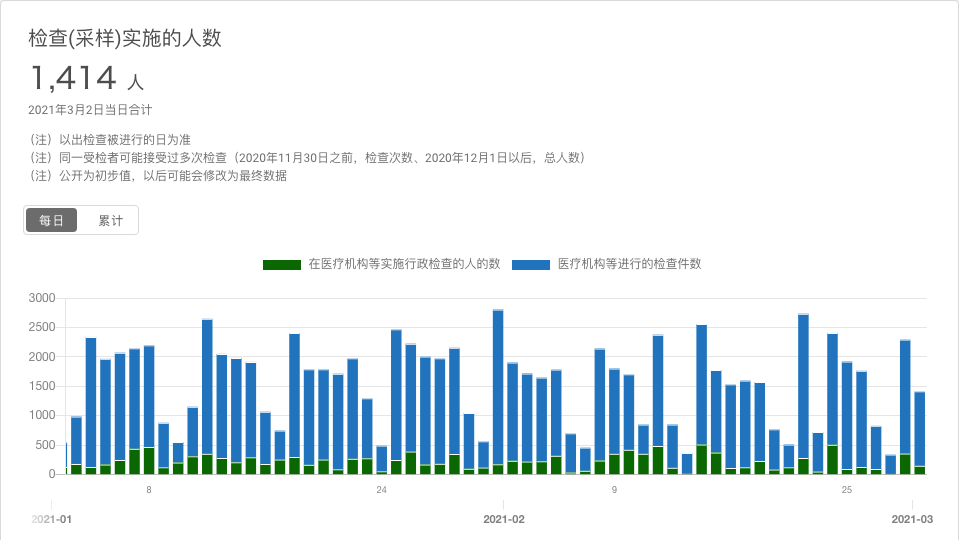 检查(采样)实施的人数
1,414 人
2021年3月2日当日合计
（注）以出检查被进行的日为准
（注）同一受检者可能接受过多次检查（2020年11月30日之前，检查次数、2020年12月1日以后，总人数）
（注）公开为初步值，以后可能会修改为最终数据
每日 累计
在医疗机构等实施行政检查的人的数 医疗机构等进行的检查件数
3000
2500
2000
1500
1000
500
0
8 24 9 25
2021-01 2021-02 2021-03